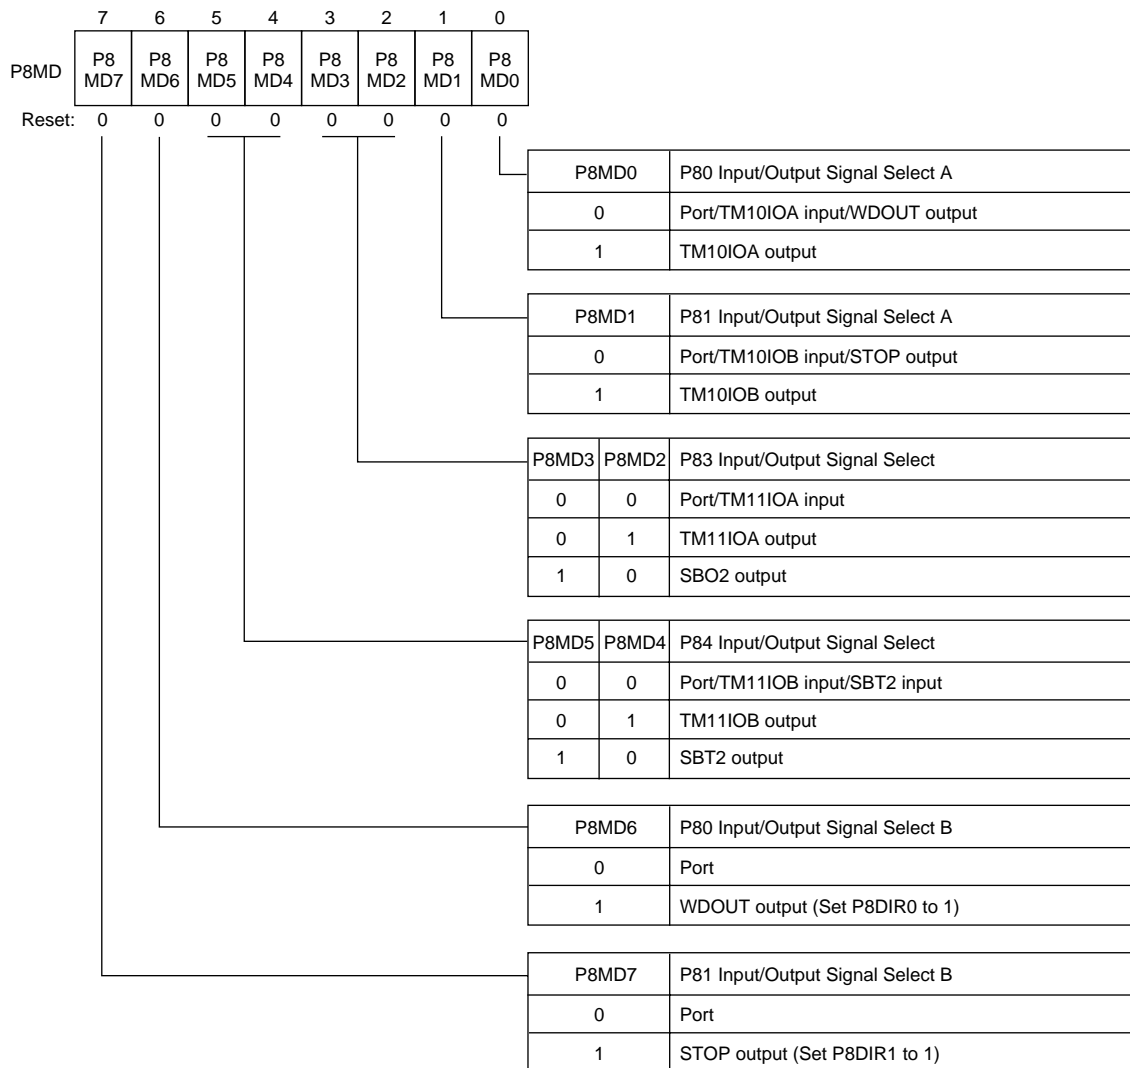 7 6 5 4 3 2 1 0
P8MD P8 MD7 P8 MD6 P8 MD5 P8 MD4 P8 MD3 P8 MD2 P8 MD1 P8 MD0
Reset: 0 0 0 0 0 0 0 0
P8MD0 P80 Input/Output Signal Select A
0 Port/TM10IOA input/WDOUT output
1 TM10IOA output
P8MD1 P81 Input/Output Signal Select A
0 Port/TM10IOB input/STOP output
1 TM10IOB output
P8MD3 P8MD2 P83 Input/Output Signal Select
0 0 Port/TM11IOA input
0 1 TM11IOA output
1 0 SBO2 output
P8MD5 P8MD4 P84 Input/Output Signal Select
0 0 Port/TM11IOB input/SBT2 input
0 1 TM11IOB output
1 0 SBT2 output
P8MD6 P80 Input/Output Signal Select B
0 Port
1 WDOUT output (Set P8DIR0 to 1)
P8MD7 P81 Input/Output Signal Select B
0 Port
1 STOP output (Set P8DIR1 to 1)